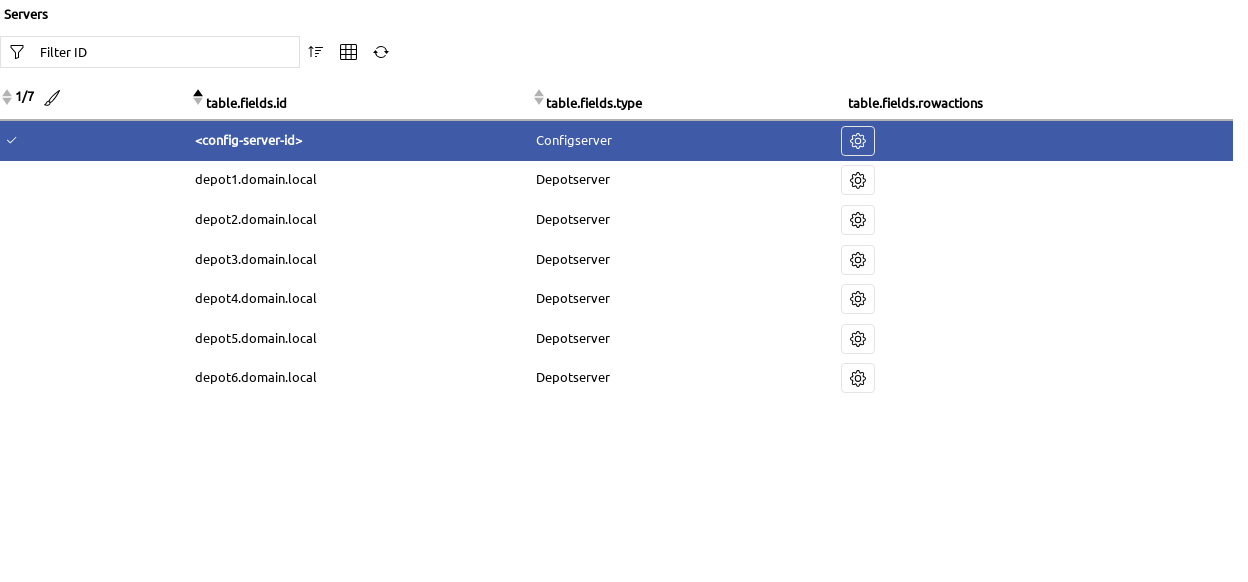 Servers
Filter ID
1/7 table.fields.id table.fields.type table.fields.rowactions
<config-server-id> Configserver
depot1.domain.local Depotserver
depot2.domain.local Depotserver
depot3.domain.local Depotserver
depot4.domain.local Depotserver
depot5.domain.local Depotserver
depot6.domain.local Depotserver